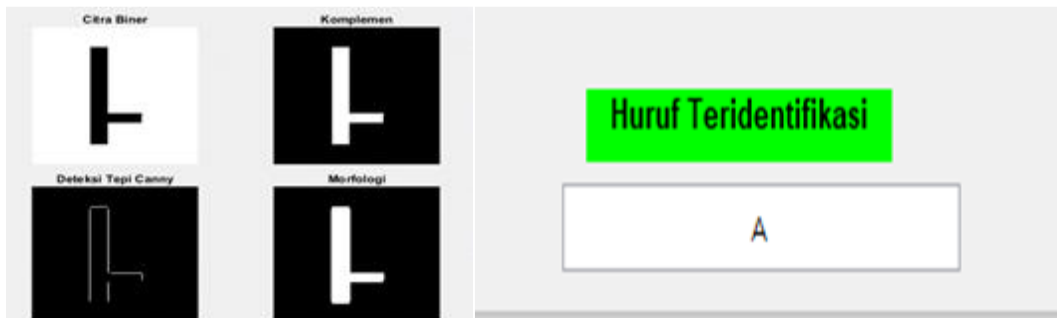 Citra Biner
Komplemen
Deteksi Tepi Canny
Morfologi
Huruf Teridentifikasi
A